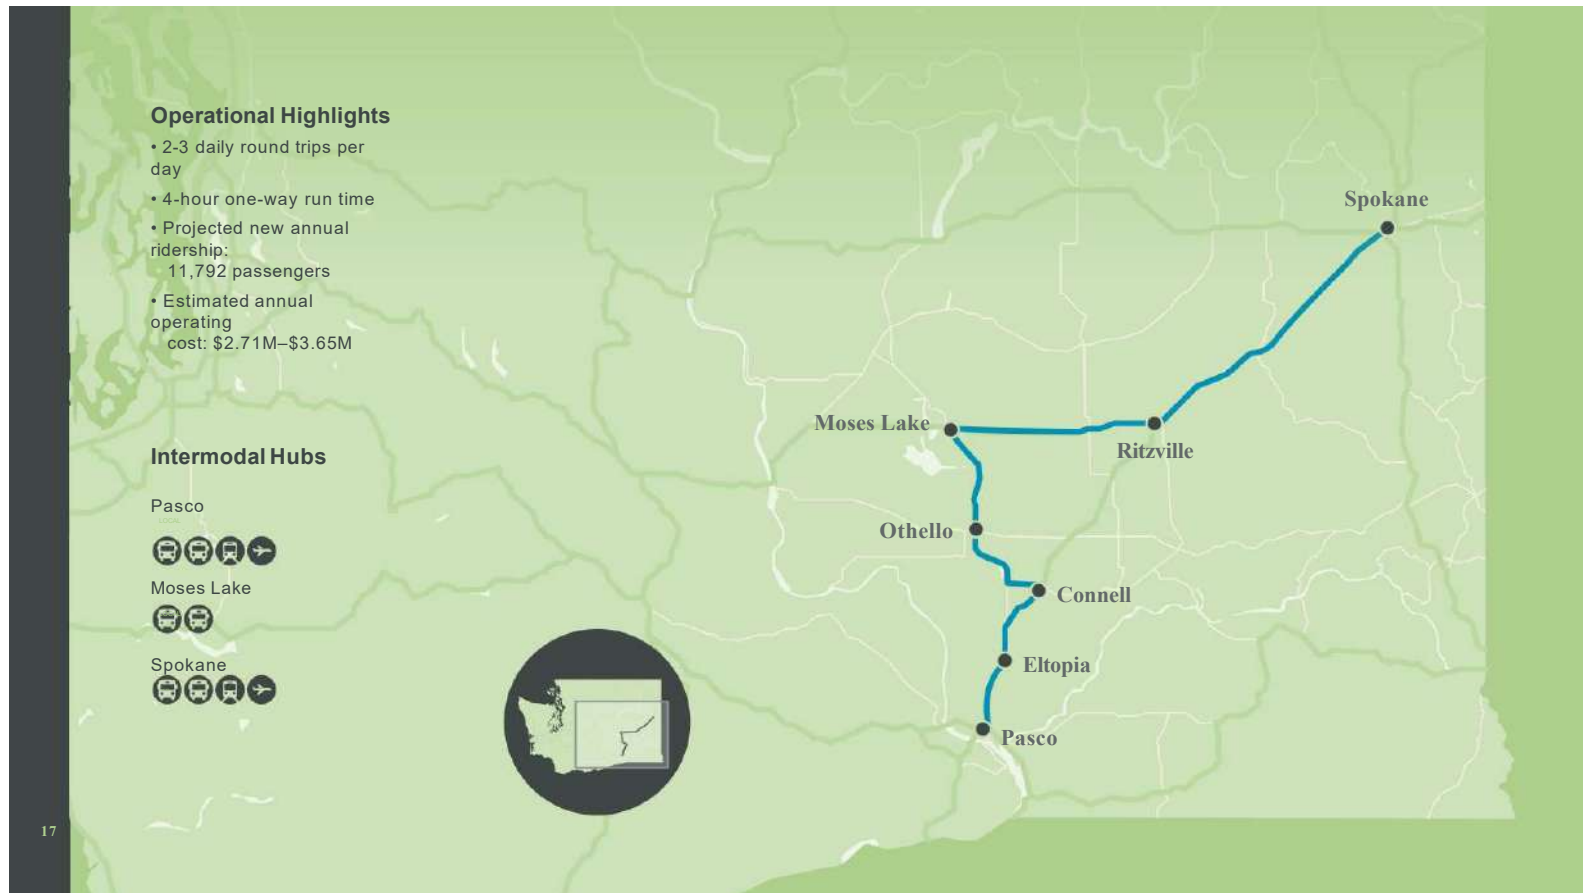 Operational Highlights
• 2-3 daily round trips per
day
• 4-hour one-way run time
• Projected new annual
ridership:
11,792 passengers
• Estimated annual
operating
cost: $2.71M–$3.65M
Intermodal Hubs
Pasco
LOCAL
Moses Lake
Spokane
Spokane
Moses Lake
Ritzville
Othello
Connell
Eltopia
Pasco
17